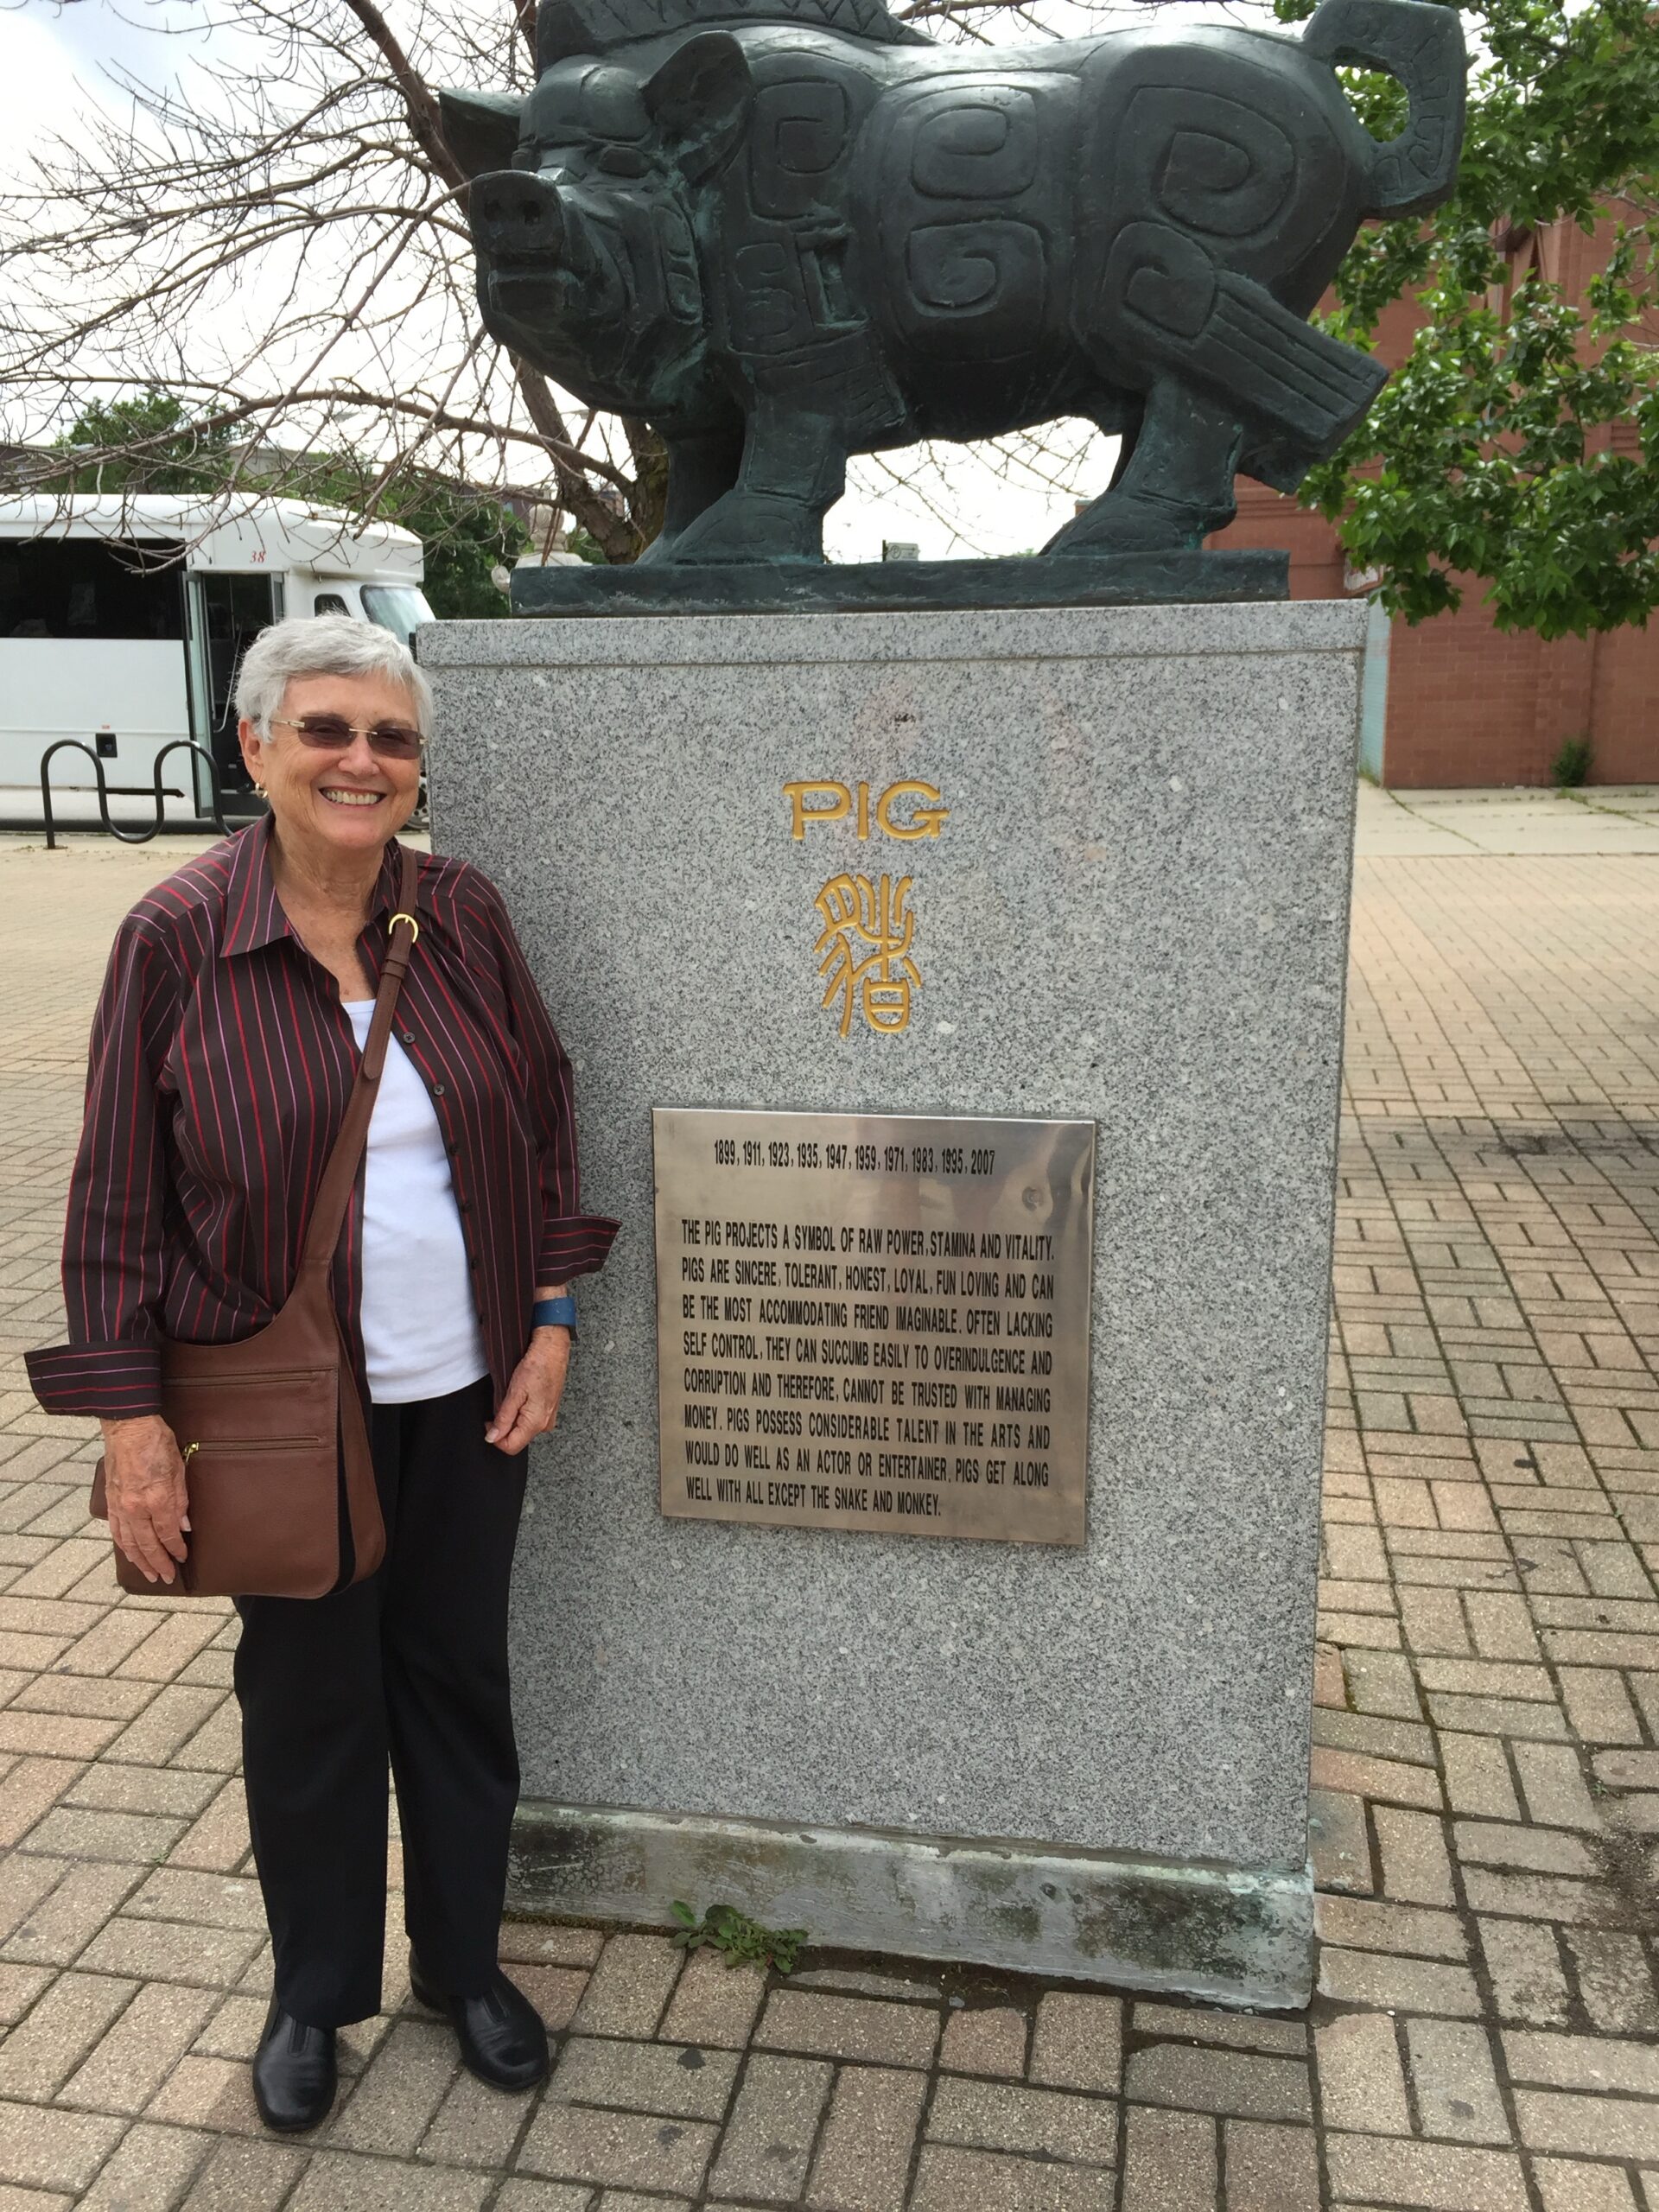 38
PIG
豬
1899, 1911, 1923, 1935, 1947, 1959, 1971, 1983, 1995, 2007
THE PIG PROJECTS A SYMBOL OF RAW POWER, STAMINA AND VITALITY.
PIGS ARE SINCERE, TOLERANT, HONEST, LOYAL, FUN LOVING AND CAN
BE THE MOST ACCOMMODATING FRIEND IMAGINABLE. OFTEN LACKING
SELF CONTROL, THEY CAN SUCCUMB EASILY TO OVERINDULGENCE AND
CORRUPTION AND THEREFORE, CANNOT BE TRUSTED WITH MANAGING
MONEY. PIGS POSSESS CONSIDERABLE TALENT IN THE ARTS AND
WOULD DO WELL AS AN ACTOR OR ENTERTAINER. PIGS GET ALONG
WELL WITH ALL EXCEPT THE SNAKE AND MONKEY.